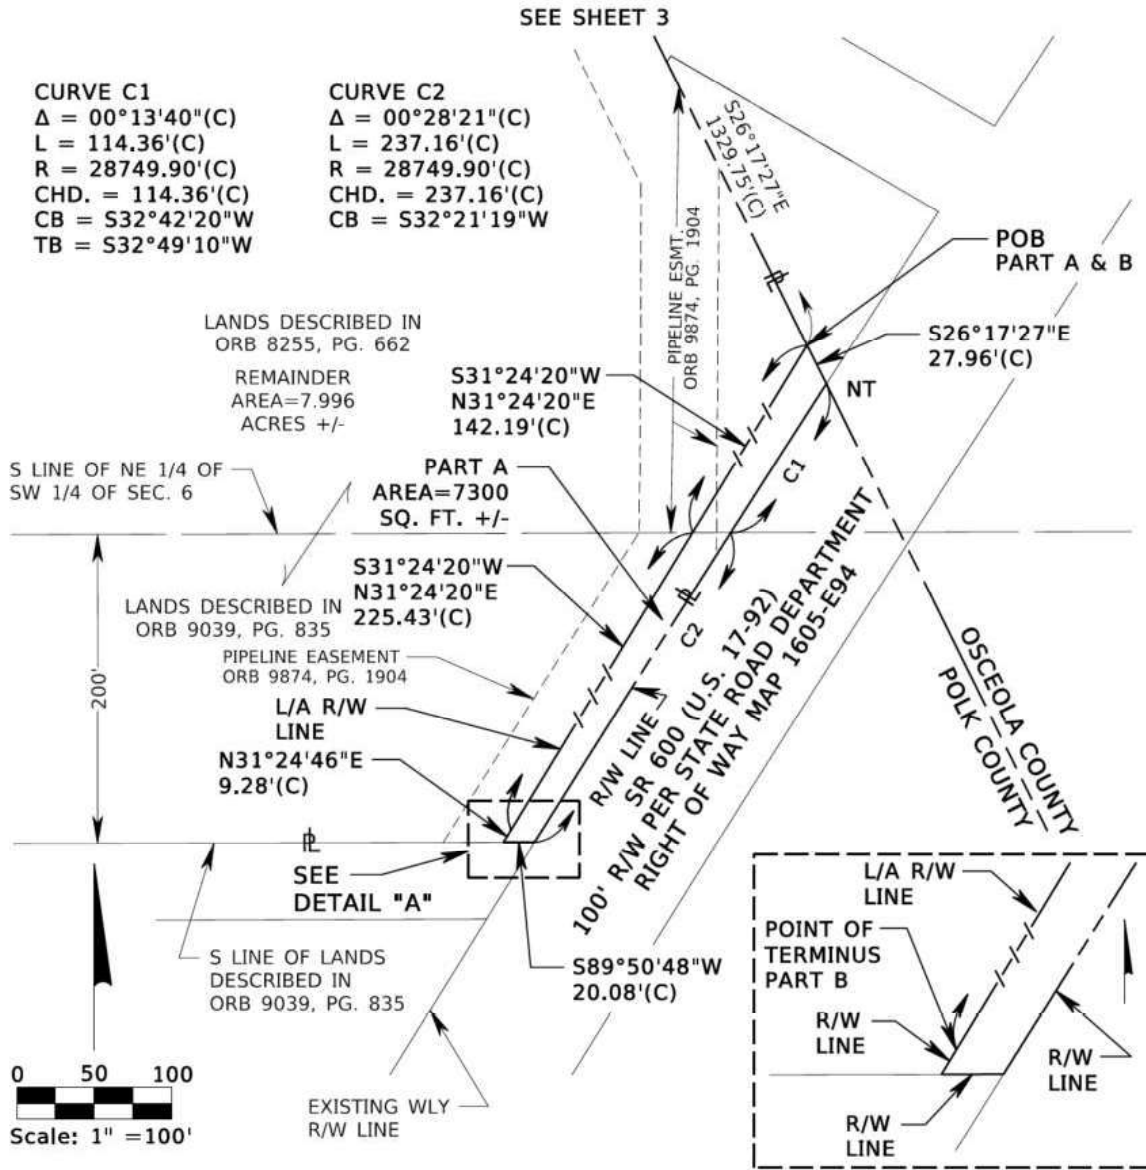 SEE SHEET 3
CURVE C1
Δ = 00°13'40"(C)
L = 114.36'(C)
R = 28749.90'(C)
CHD. = 114.36'(C)
CB = S32°42'20"W
TB = S32°49'10"W
CURVE C2
Δ = 00°28'21"(C)
L = 237.16'(C)
R = 28749.90'(C)
CHD. = 237.16'(C)
CB = S32°21'19"W
S26°17'27"E
1329.75'(C)
PIPELINE ESMT.
ORB 9874, PG. 1904
POB
PART A & B
S26°17'27"E
27.96'(C)
NT
LANDS DESCRIBED IN
ORB 8255, PG. 662
REMAINDER
AREA=7.996
ACRES +/-
S31°24'20"W
N31°24'20"E
142.19'(C)
S LINE OF NE 1/4 OF
SW 1/4 OF SEC. 6
PART A
AREA=7300
SQ. FT. +/-
C1
S31°24'20"W
N31°24'20"E
225.43'(C)
LANDS DESCRIBED IN
ORB 9039, PG. 835
200'
PIPELINE EASEMENT
ORB 9874, PG. 1904
C2
L/A R/W
LINE
N31°24'46"E
9.28'(C)
R/W LINE
SR 600 (U.S. 17-92)
100' R/W PER STATE ROAD DEPARTMENT
RIGHT OF WAY MAP 1605-E94
OSCEOLA COUNTY
POLK COUNTY
PL
PL
PL
SEE
DETAIL "A"
S LINE OF LANDS
DESCRIBED IN
ORB 9039, PG. 835
S89°50'48"W
20.08'(C)
EXISTING WLY
R/W LINE
0 50 100
Scale: 1" =100'
L/A R/W
LINE
POINT OF
TERMINUS
PART B
R/W
LINE
R/W
LINE
R/W
LINE